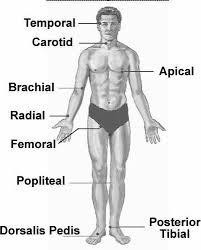 Temporal
Carotid
Apical
Brachial
Radial
Femoral
Popliteal
Dorsalis Pedis
Posterior
Tibial